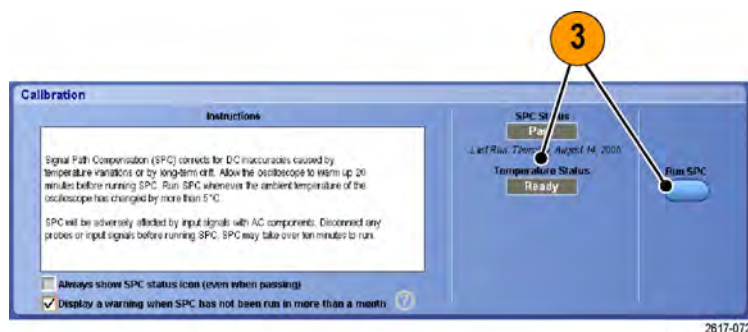 3
Calibration
Instructions
SPC Status
Pass
Last Run: Thursday, August 14, 2008
Signal Path Compensation (SPC) corrects for DC inaccuracies caused by
temperature variations or by long-term drift. Allow the oscilloscope to warm up 20
minutes before running SPC. Run SPC whenever the ambient temperature of the
oscilloscope has changed by more than 5 °C.
Temperature Status
Ready
Run SPC
SPC will be adversely affected by input signals with AC components. Disconnect any
probes or input signals before running SPC. SPC may take over ten minutes to run.
Always show SPC status icon (even when passing)
Display a warning when SPC has not been run in more than a month
?
2617-072